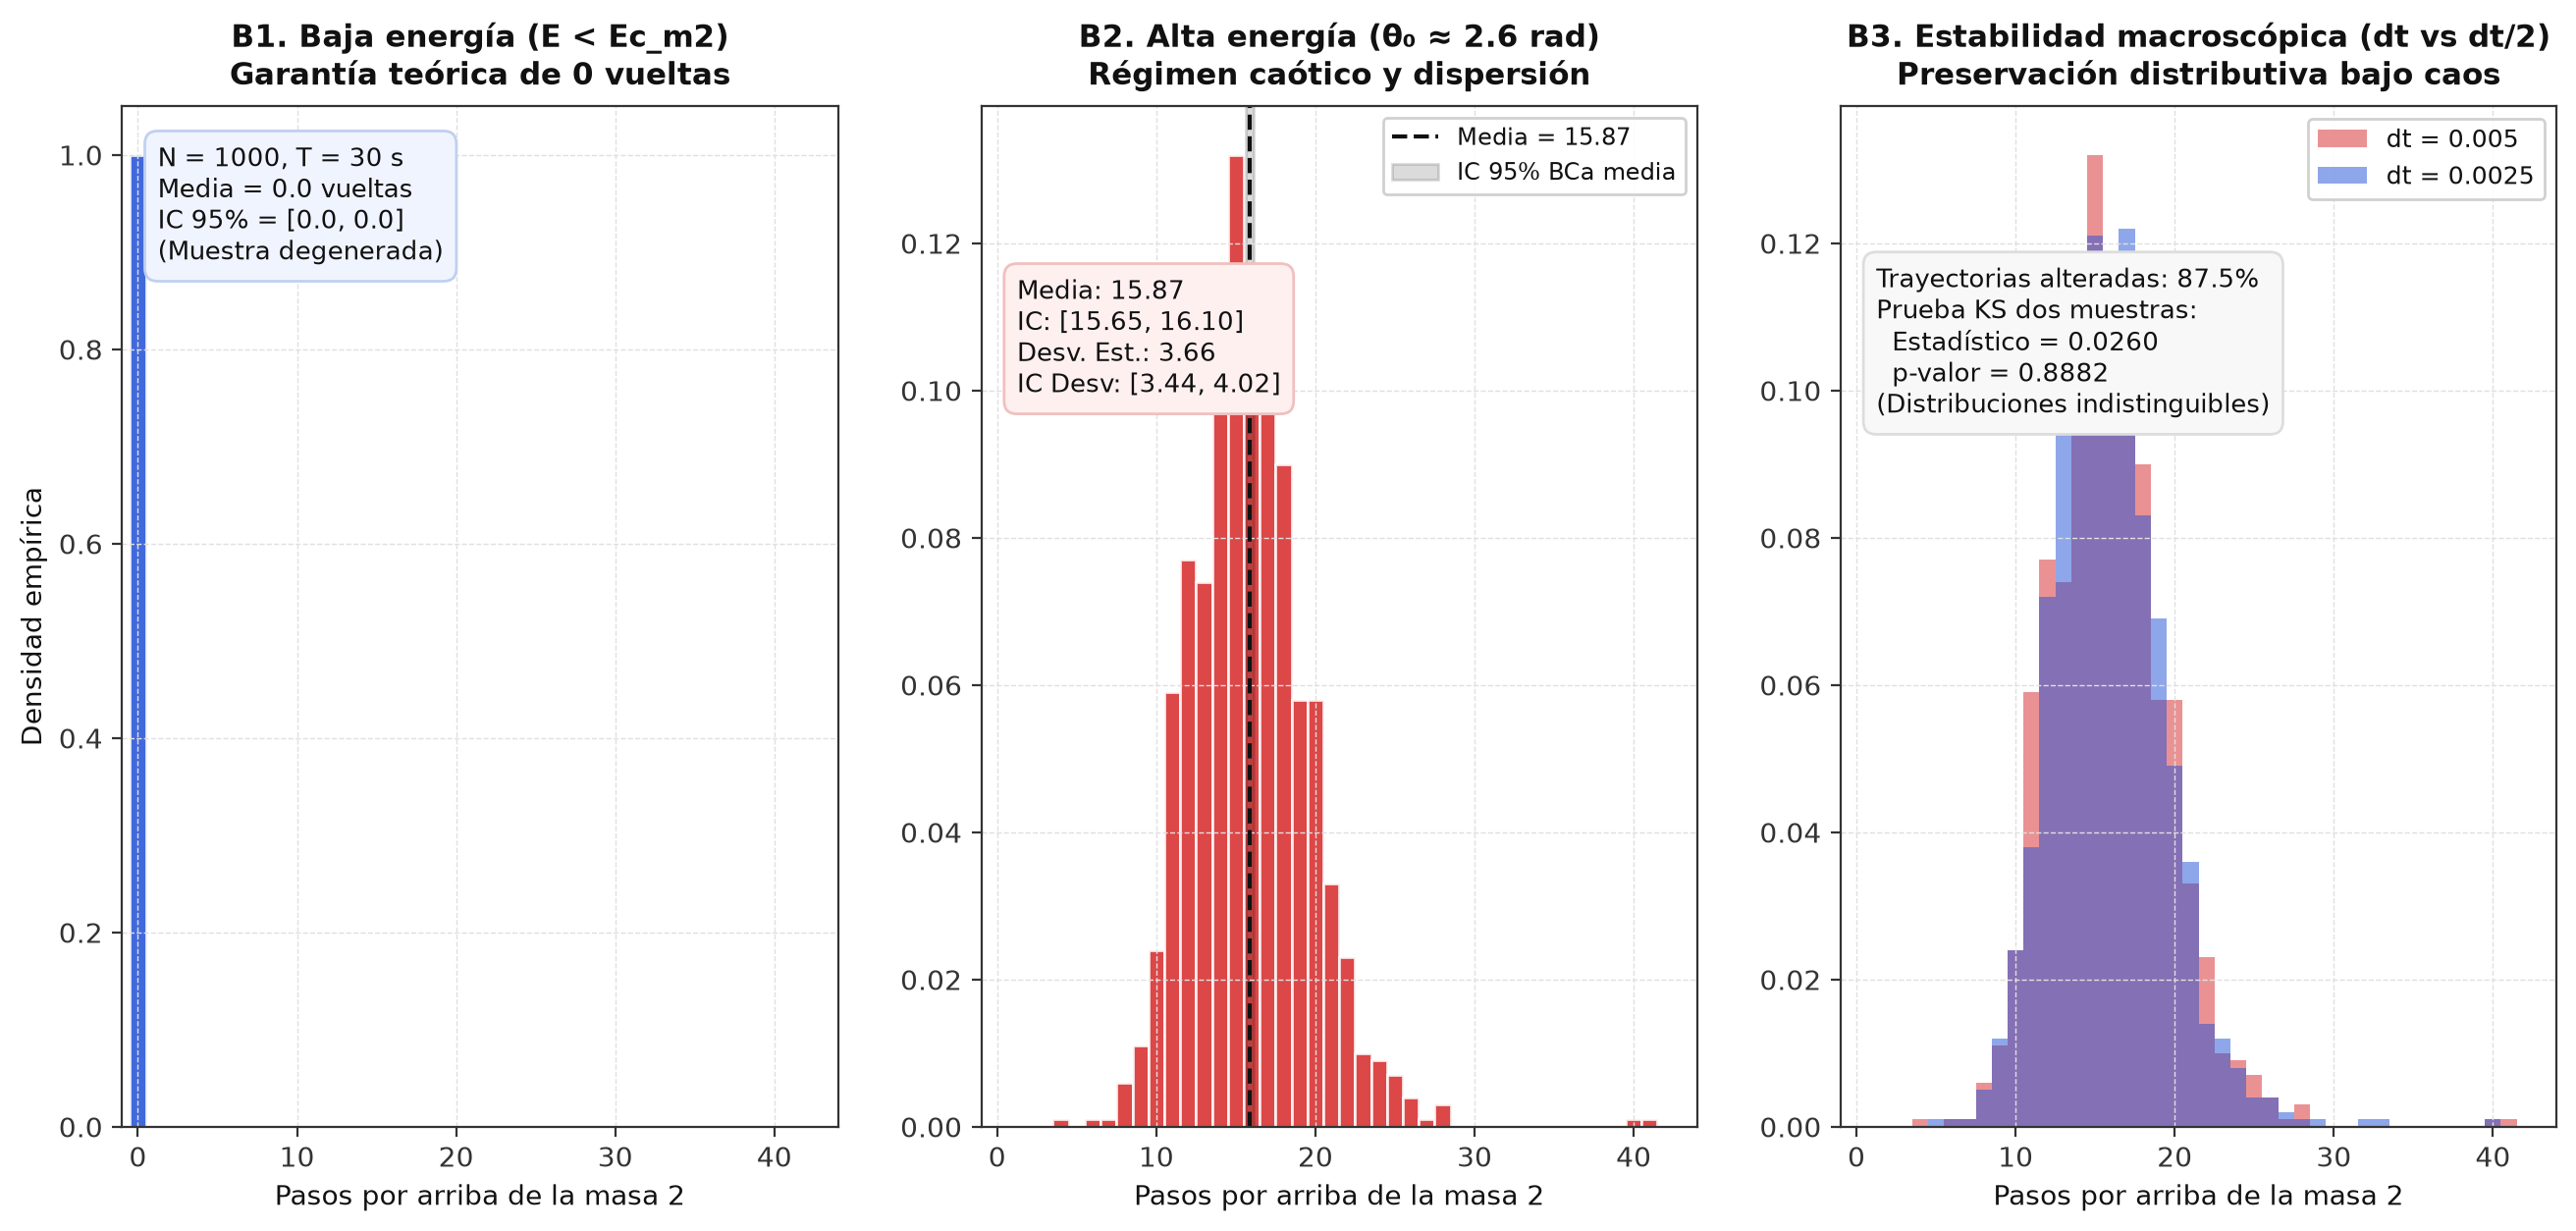 B1. Baja energía (E < Ec_m2)
Garantía teórica de 0 vueltas
N = 1000, T = 30 s
Media = 0.0 vueltas
IC 95% = [0.0, 0.0]
(Muestra degenerada)
Densidad empírica
1.0
0.8
0.6
0.4
0.2
0.0
0 10 20 30 40
Pasos por arriba de la masa 2
B2. Alta energía (θ₀ ≈ 2.6 rad)
Régimen caótico y dispersión
Media = 15.87
IC 95% BCa media
Media: 15.87
IC: [15.65, 16.10]
Desv. Est.: 3.66
IC Desv: [3.44, 4.02]
0.12
0.10
0.08
0.06
0.04
0.02
0.00
0 10 20 30 40
Pasos por arriba de la masa 2
B3. Estabilidad macroscópica (dt vs dt/2)
Preservación distributiva bajo caos
dt = 0.005
dt = 0.0025
Trayectorias alteradas: 87.5%
Prueba KS dos muestras:
Estadístico = 0.0260
p-valor = 0.8882
(Distribuciones indistinguibles)
0.12
0.10
0.08
0.06
0.04
0.02
0.00
0 10 20 30 40
Pasos por arriba de la masa 2